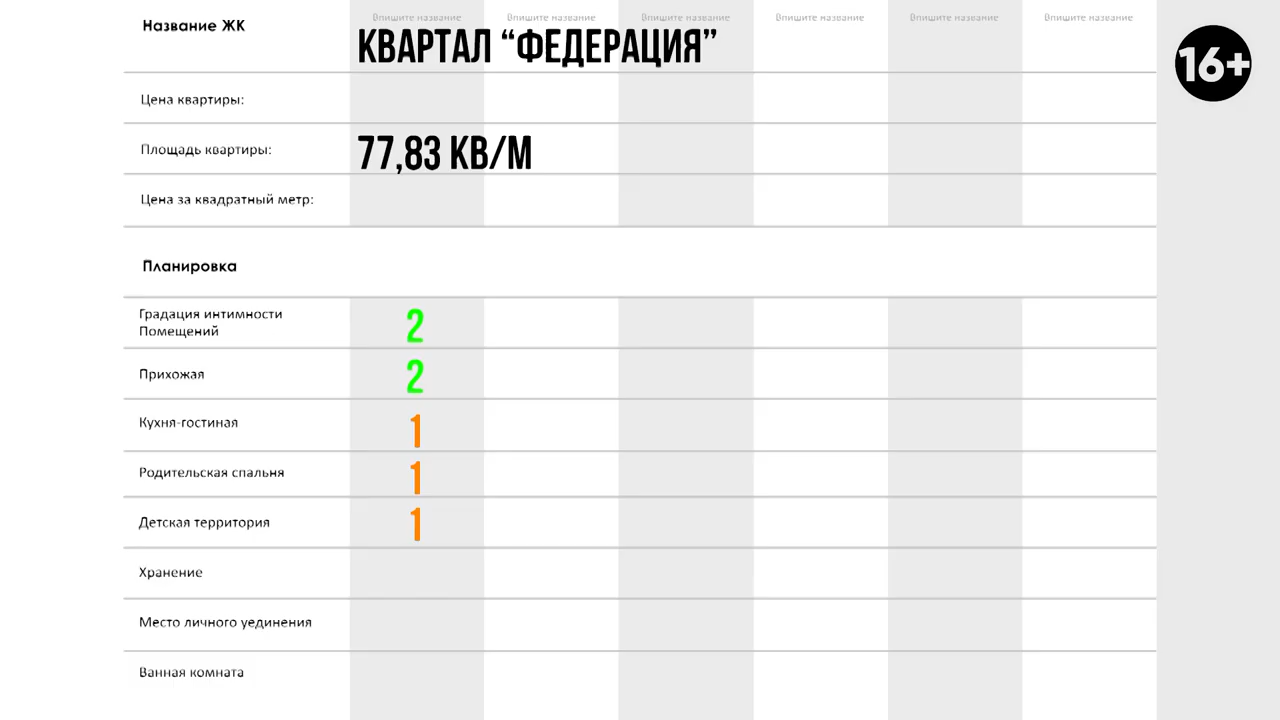 Название ЖК
Впишите название Впишите название Впишите название Впишите название Впишите название Впишите название
КВАРТАЛ “ФЕДЕРАЦИЯ”
16+
Цена квартиры:
Площадь квартиры: 77,83 КВ/М
Цена за квадратный метр:
Планировка
Градация интимности
Помещений 2
Прихожая 2
Кухня-гостиная 1
Родительская спальня 1
Детская территория 1
Хранение
Место личного уединения
Ванная комната